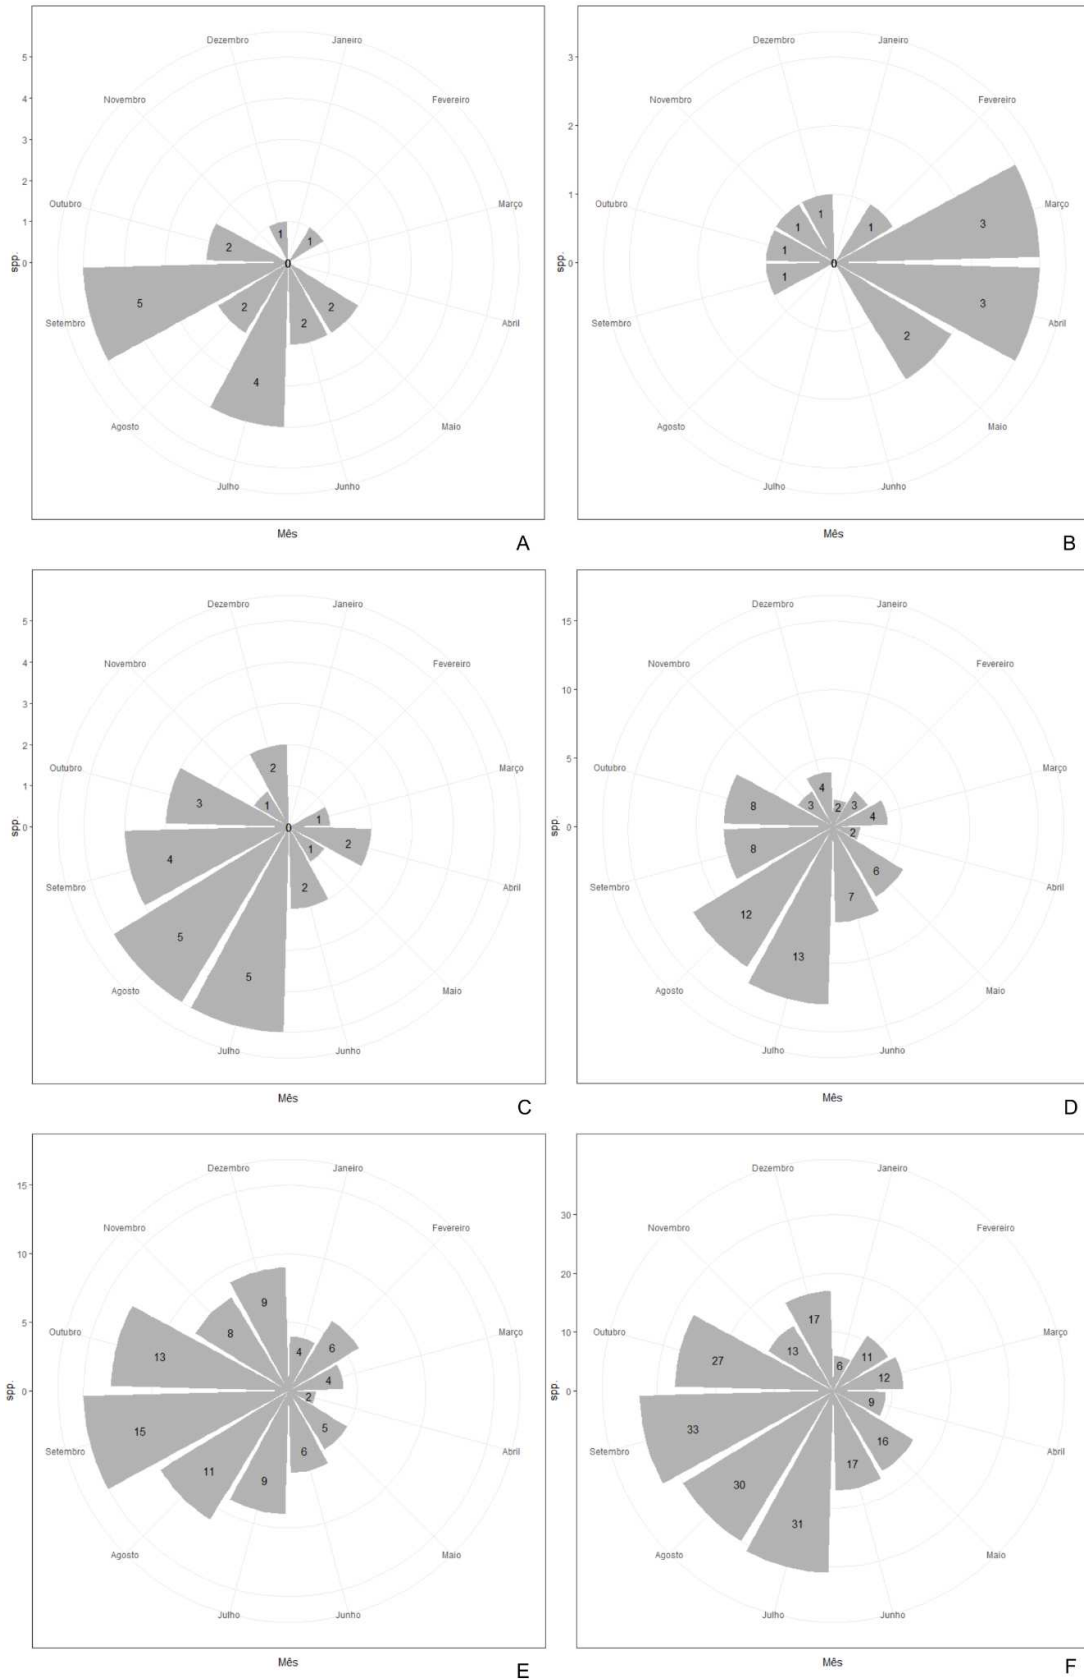 Dezembro Janeiro
Novembro Fevereiro
Outubro Março
Setembro Abril
Agosto Maio
Julho Junho
5
4
3
2
1
0
spp.
1 1
2
0
5 2 2
2
4
Mês
A
Dezembro Janeiro
Novembro Fevereiro
Outubro Março
Setembro Abril
Agosto Maio
Julho Junho
3
2
1
0
spp.
1
1 1 3
1
0
1 3
2
Mês
B
Dezembro Janeiro
Novembro Fevereiro
Outubro Março
Setembro Abril
Agosto Maio
Julho Junho
5
4
3
2
1
0
spp.
2
3 1 1
0
4 1 2
2
5
5
Mês
C
Dezembro Janeiro
Novembro Fevereiro
Outubro Março
Setembro Abril
Agosto Maio
Julho Junho
15
10
5
0
spp.
4
8 3 2 3
4
8 2
6
7
12
13
Mês
D
Dezembro Janeiro
Novembro Fevereiro
Outubro Março
Setembro Abril
Agosto Maio
Julho Junho
15
10
5
0
spp.
9
8 4 6
13 4
2
15 5
6
11
9
Mês
E
Dezembro Janeiro
Novembro Fevereiro
Outubro Março
Setembro Abril
Agosto Maio
Julho Junho
30
20
10
0
spp.
17
13 11
27 6
12
9
33 16
17
30
31
Mês
F